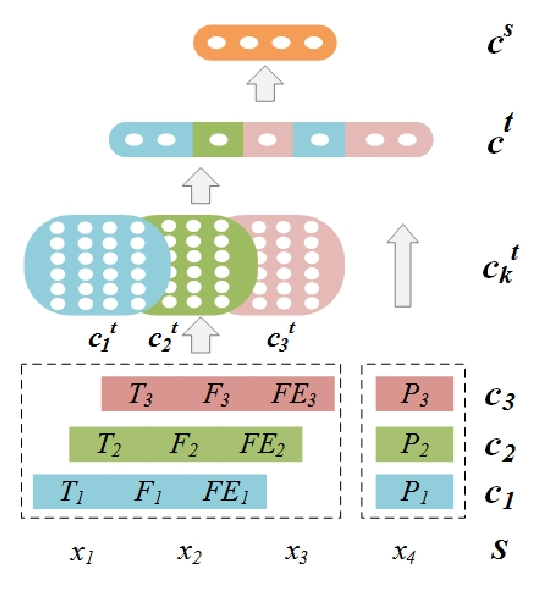 c^s
c^t
c_k^t
c_1^t c_2^t c_3^t
T_3 F_3 FE_3 P_3 c_3
T_2 F_2 FE_2 P_2 c_2
T_1 F_1 FE_1 P_1 c_1
x_1 x_2 x_3 x_4 s